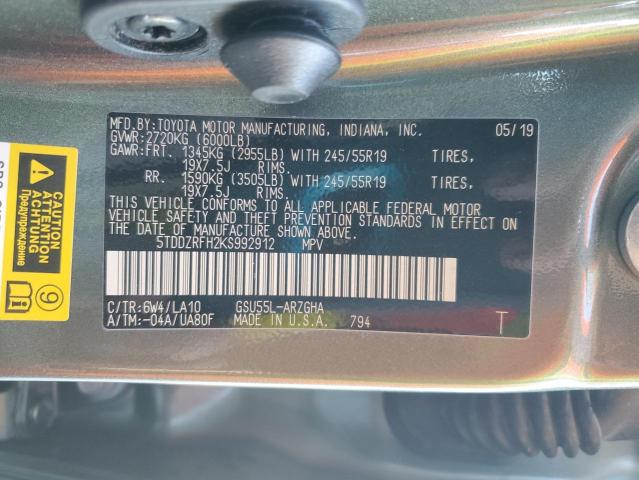 MFD.BY:TOYOTA MOTOR MANUFACTURING, INDIANA, INC. 05/19
GVWR:2720KG (6000LB)
GAWR:FRT. 1345KG (2955LB) WITH 245/55R19 TIRES,
19X7.5J RIMS.
RR. 1590KG (3505LB) WITH 245/55R19 TIRES,
19X7.5J RIMS.
THIS VEHICLE CONFORMS TO ALL APPLICABLE FEDERAL MOTOR
VEHICLE SAFETY AND THEFT PREVENTION STANDARDS IN EFFECT ON
THE DATE OF MANUFACTURE SHOWN ABOVE.
5TDDZRFH2KS992912 MPV
C/TR:6W4/LA10 GSU55L-ARZGHA
A/TM:-04A/UA80F MADE IN U.S.A. 794 T
CAUTION
ATTENTION
ACHTUNG
Предупреждение
9